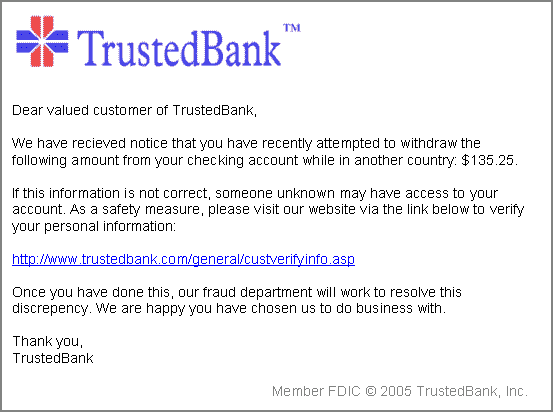 TrustedBank™
Dear valued customer of TrustedBank,
We have recieved notice that you have recently attempted to withdraw the
following amount from your checking account while in another country: $135.25.
If this information is not correct, someone unknown may have access to your
account. As a safety measure, please visit our website via the link below to verify
your personal information:
http://www.trustedbank.com/general/custverifyinfo.asp
Once you have done this, our fraud department will work to resolve this
discrepency. We are happy you have chosen us to do business with.
Thank you,
TrustedBank
Member FDIC © 2005 TrustedBank, Inc.